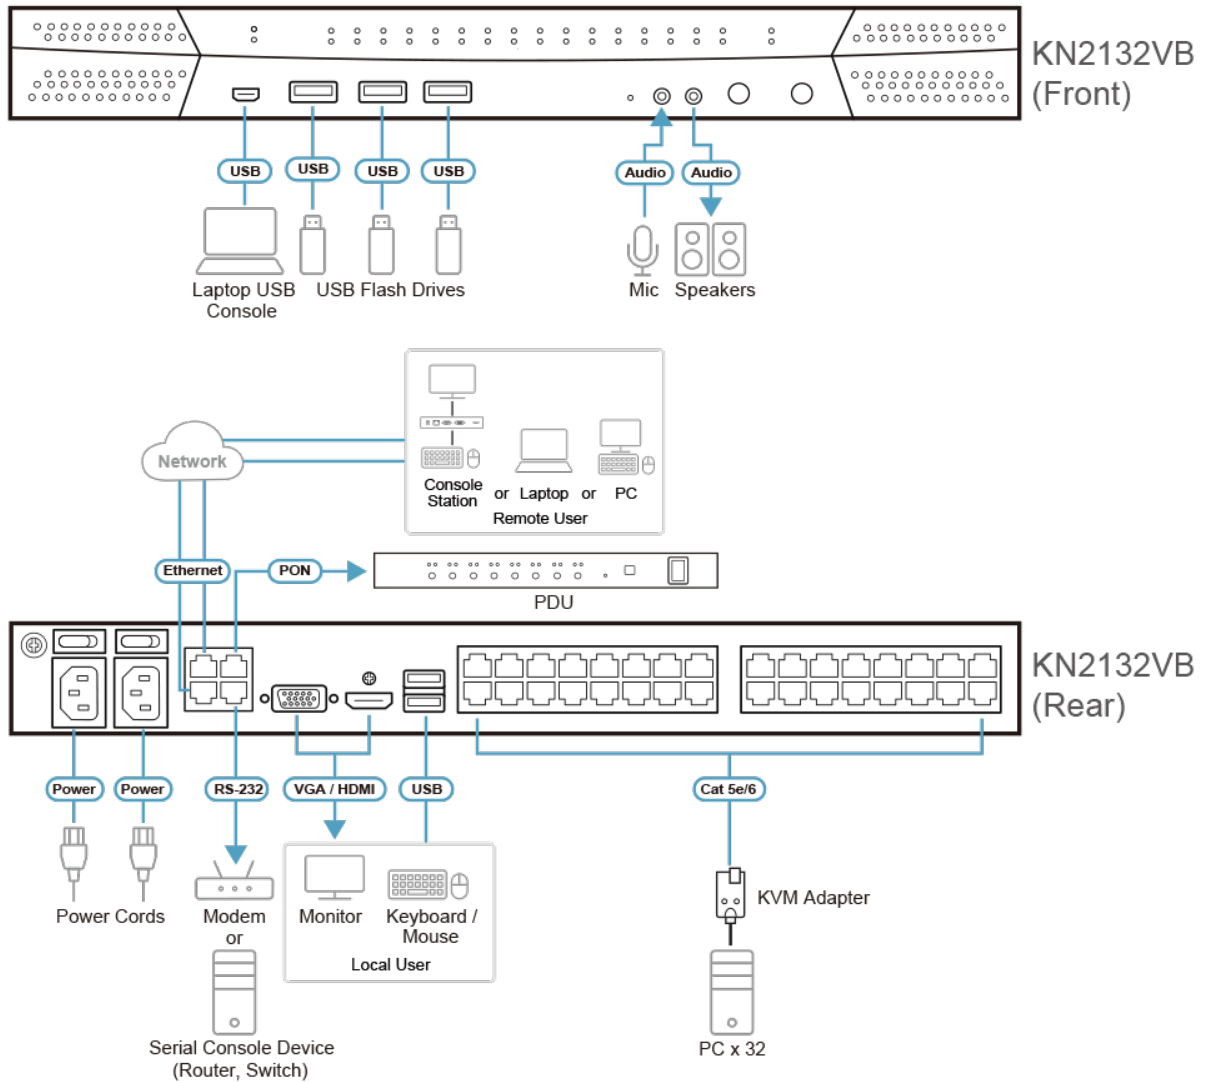 KN2132VB
(Front)
USB
USB
USB
USB
Audio
Audio
Laptop USB
Console
USB Flash Drives
Mic
Speakers
Network
Console
Station
or
Laptop
or
PC
Remote User
Ethernet
PON
PDU
KN2132VB
(Rear)
Power
Power
RS-232
VGA / HDMI
USB
Cat 5e/6
KVM Adapter
Power Cords
Modem
or
Monitor
Keyboard /
Mouse
Local User
Serial Console Device
(Router, Switch)
PC x 32